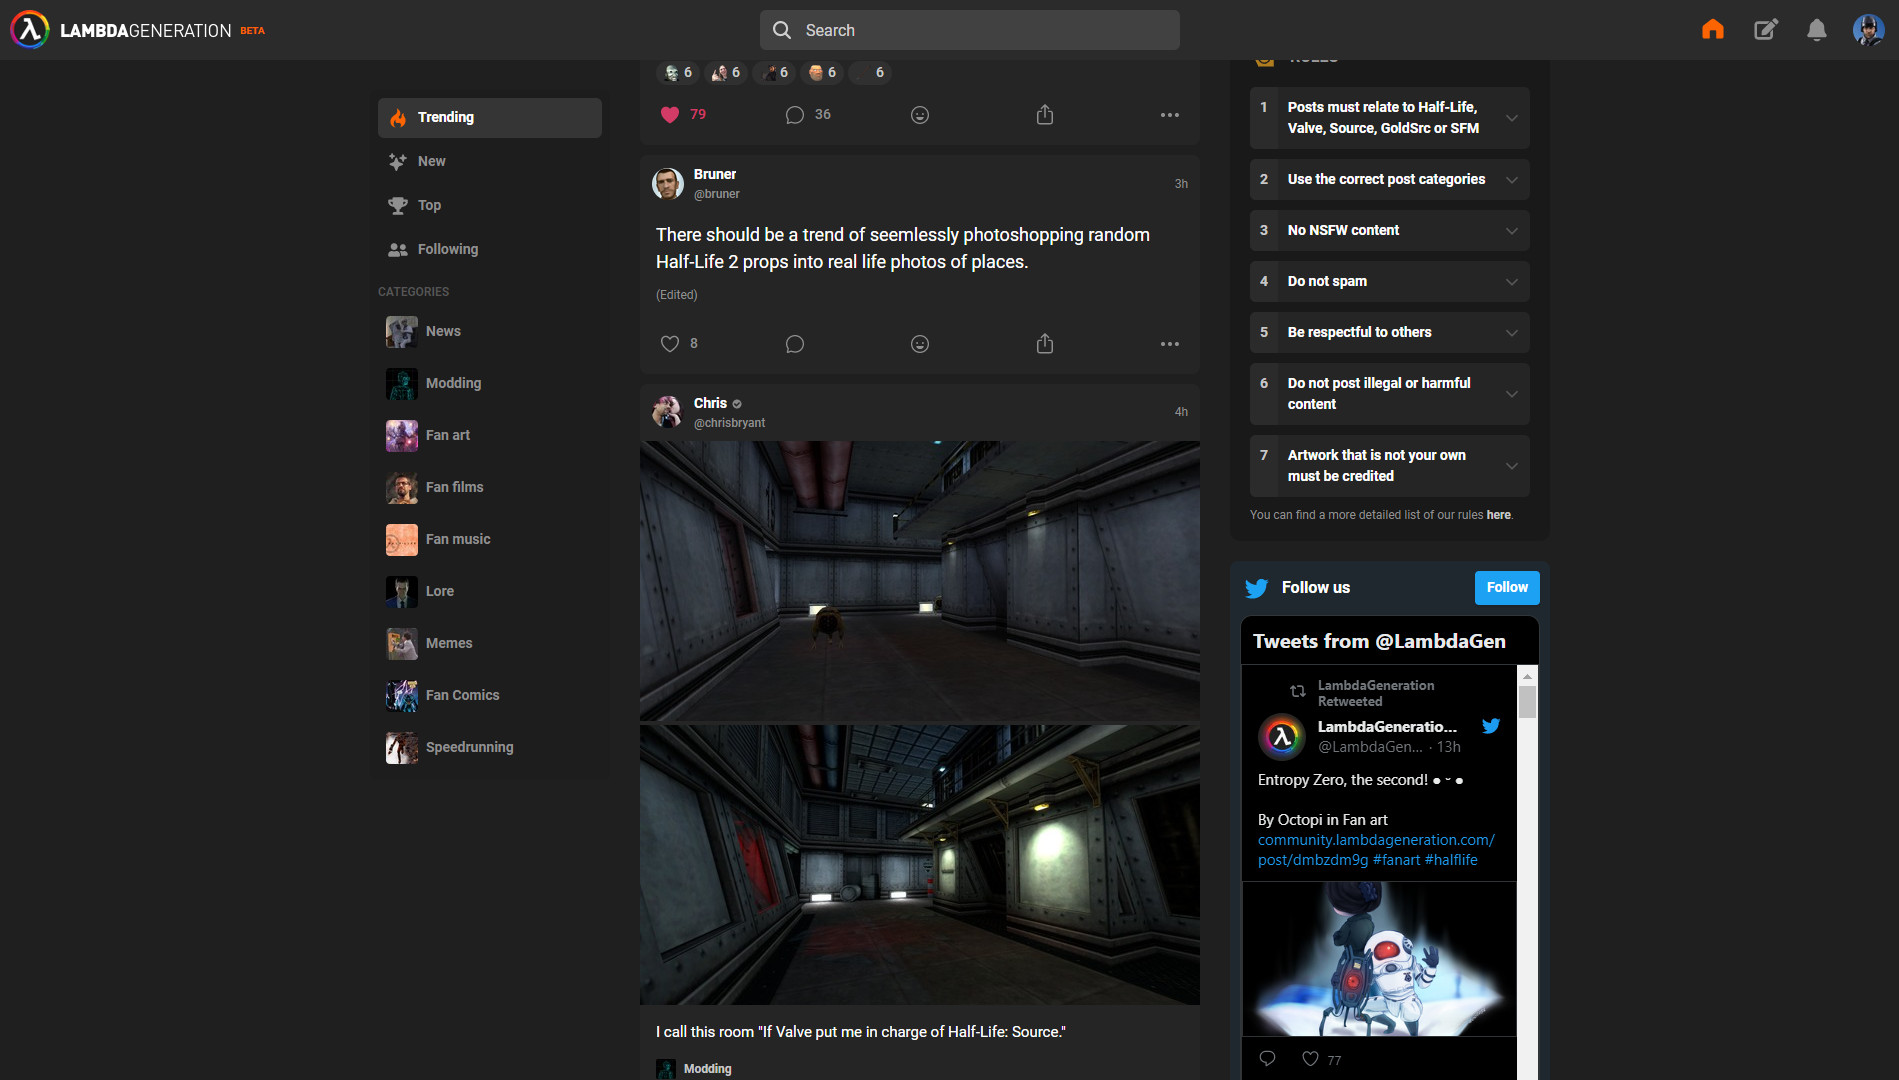 LAMBDAGENERATION BETA
Search
Trending
New
Top
Following
CATEGORIES
News
Modding
Fan art
Fan films
Fan music
Lore
Memes
Fan Comics
Speedrunning
6 6 6 6 6
79 36
Bruner
@bruner
3h
There should be a trend of seemlessly photoshopping random
Half-Life 2 props into real life photos of places.
(Edited)
8
Chris
@chrisbryant
4h
I call this room "If Valve put me in charge of Half-Life: Source."
Modding
RULES
1 Posts must relate to Half-Life,
Valve, Source, GoldSrc or SFM
2 Use the correct post categories
3 No NSFW content
4 Do not spam
5 Be respectful to others
6 Do not post illegal or harmful
content
7 Artwork that is not your own
must be credited
You can find a more detailed list of our rules here.
Follow us
Follow
Tweets from @LambdaGen
LambdaGeneration
Retweeted
LambdaGeneratio...
@LambdaGen... · 13h
Entropy Zero, the second! ● ᵕ ●
By Octopi in Fan art
community.lambdageneration.com/
post/dmbzdm9g #fanart #halflife
77